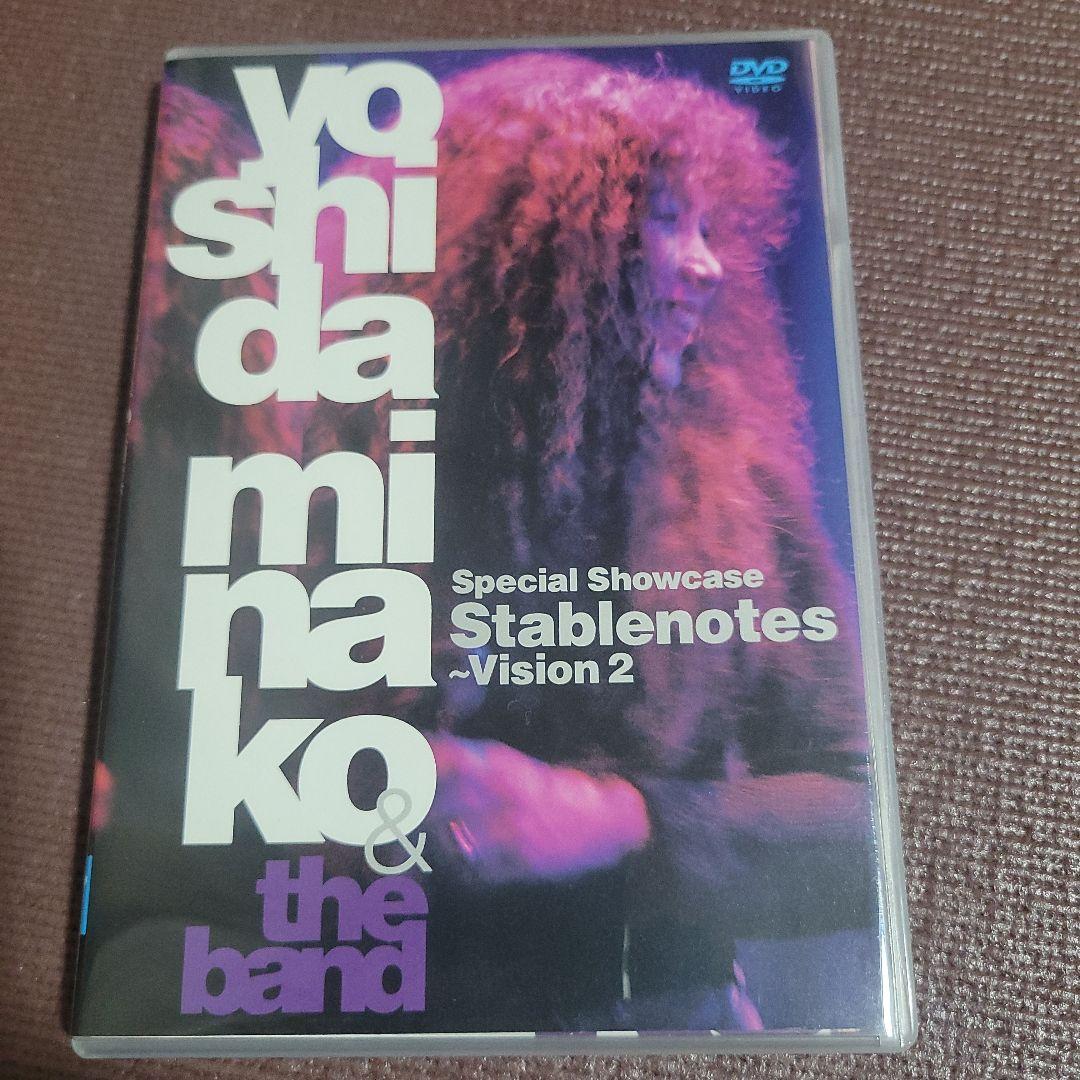 yo
shi
da
mi
na
ko
&
the
band
DVD
VIDEO
Special Showcase
Stablenotes
~Vision 2